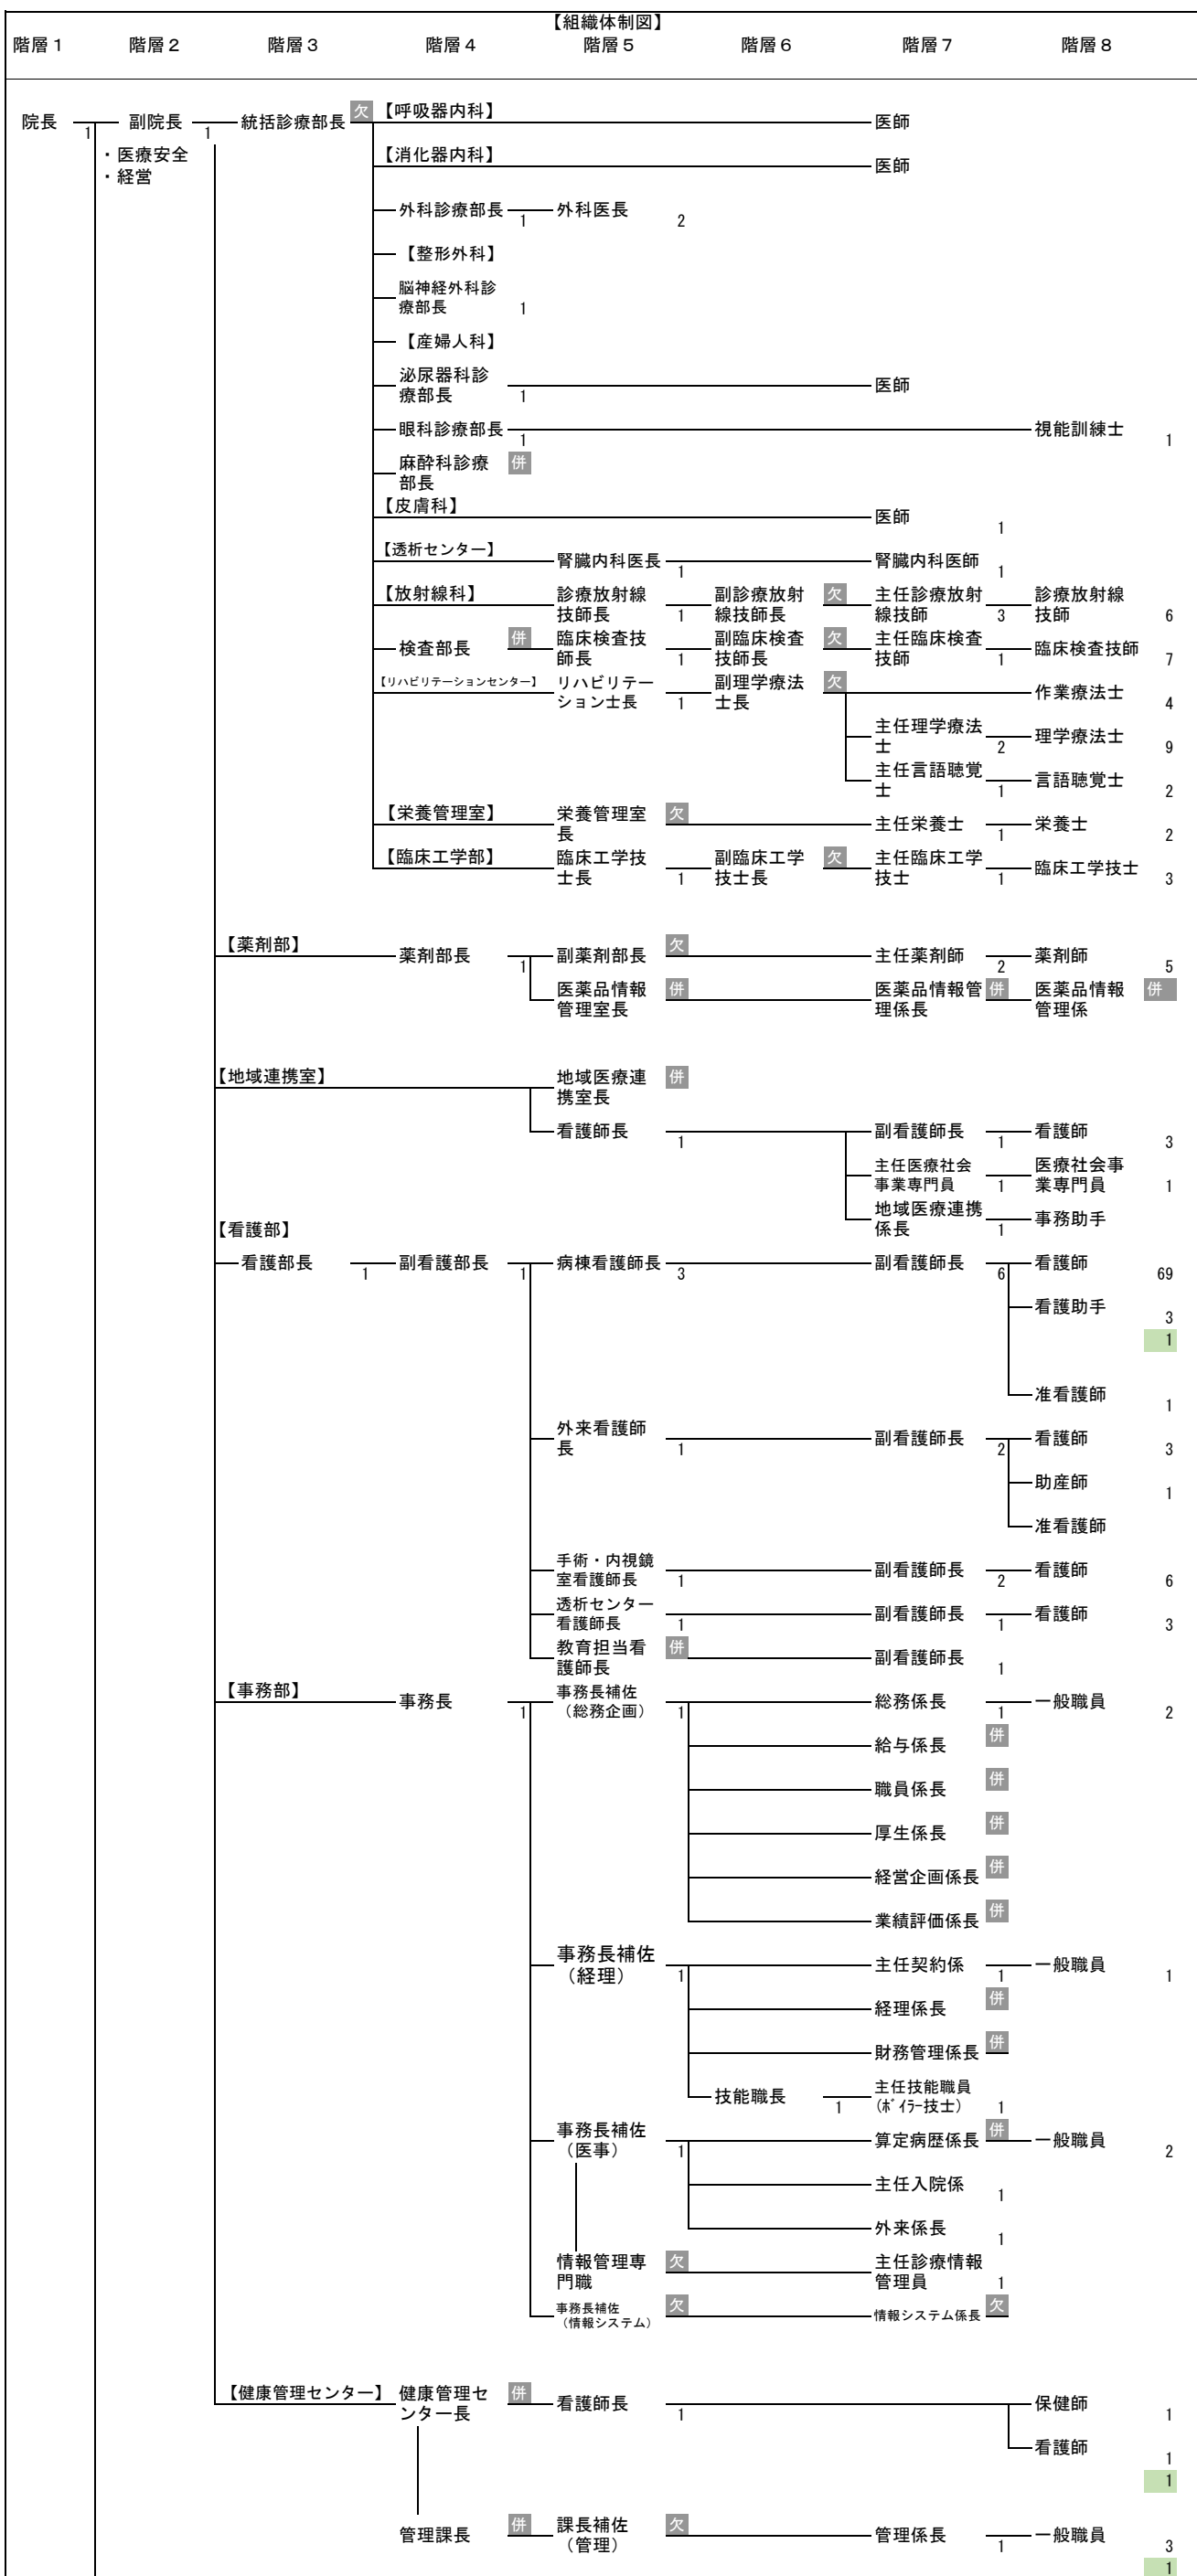 【組織体制図】
階層１ 階層２ 階層３ 階層４ 階層５ 階層６ 階層７ 階層８
欠 【呼吸器内科】
院長 1 副院長 1 統括診療部長 医師
・医療安全
・経営
【消化器内科】
医師
外科診療部長 1 外科医長 2
【整形外科】
脳神経外科診
療部長 1
【産婦人科】
泌尿器科診
療部長 1 医師
眼科診療部長 1 視能訓練士 1
麻酔科診療 併
部長
【皮膚科】
医師 1
【透析センター】
腎臓内科医長 1 腎臓内科医師 1
【放射線科】 診療放射線 副診療放射 欠 主任診療放射 診療放射線
技師長 1 線技師長 線技師 3 技師 6
検査部長 併 臨床検査技 副臨床検査 欠 主任臨床検査 臨床検査技師
師長 1 技師長 技師 1 7
【リハビリテーションセンター】 リハビリテー 副理学療法 欠 作業療法士
ション士長 1 士長 4
主任理学療法 理学療法士
士 2 9
主任言語聴覚 言語聴覚士
士 1 2
【栄養管理室】 栄養管理室 欠 主任栄養士 1 栄養士 2
長
【臨床工学部】 臨床工学技 副臨床工学 欠 主任臨床工学 臨床工学技士
士長 1 技士長 技士 1 3
【薬剤部】
薬剤部長 1 副薬剤部長 欠 主任薬剤師 2 薬剤師 5
医薬品情報 併 医薬品情報管 併 医薬品情報 併
管理室長 理係長 管理係
【地域連携室】
地域医療連 併
携室長
看護師長 1 副看護師長 1 看護師 3
主任医療社会 医療社会事
事業専門員 1 業専門員 1
地域医療連携 事務助手
係長 1
【看護部】
看護部長 1 副看護部長 1 病棟看護師長 3 副看護師長 6 看護師 69
看護助手 3
1
准看護師 1
外来看護師 副看護師長 2 看護師 3
長 1
助産師 1
准看護師
手術・内視鏡 副看護師長 2 看護師 6
室看護師長 1
透析センター 副看護師長 1 看護師 3
看護師長 1
教育担当看 併 副看護師長 1
護師長
【事務部】
事務長 1 事務長補佐 総務係長 1 一般職員 2
（総務企画） 1
給与係長 併
職員係長 併
厚生係長 併
経営企画係長 併
業績評価係長 併
事務長補佐 主任契約係 1 一般職員 1
（経理） 1
経理係長 併
財務管理係長 併
技能職長 1 主任技能職員
（ﾎﾞｲﾗｰ技士） 1
事務長補佐 算定病歴係長 併 一般職員 2
（医事） 1
主任入院係 1
外来係長 1
情報管理専 欠 主任診療情報
門職 管理員 1
事務長補佐 欠 情報システム係長 欠
（情報システム）
【健康管理センター】 健康管理セ 併 看護師長 1 保健師 1
ンター長
看護師 1
1
管理課長 併 課長補佐 欠 管理係長 1 一般職員 3
（管理）
1